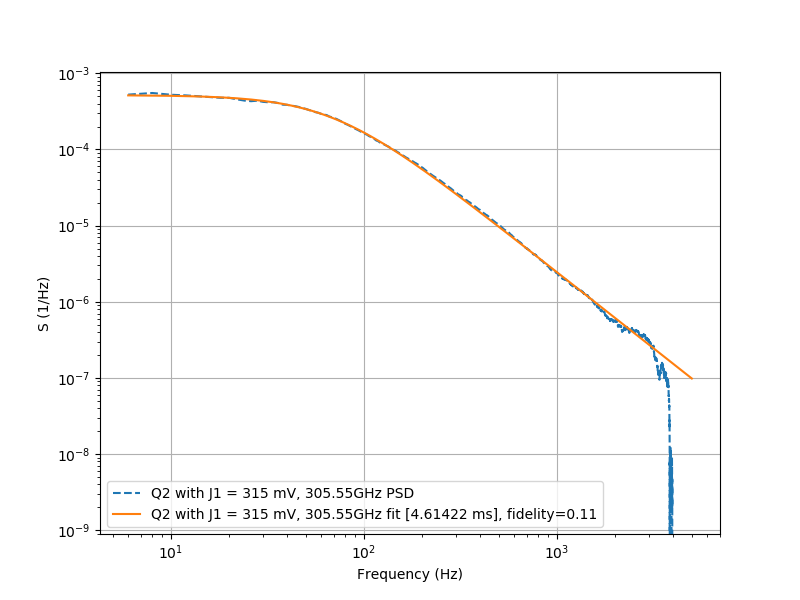 10⁻³
10⁻⁴
10⁻⁵
10⁻⁶
10⁻⁷
10⁻⁸
10⁻⁹
S (1/Hz)
Q2 with J1 = 315 mV, 305.55GHz PSD
Q2 with J1 = 315 mV, 305.55GHz fit [4.61422 ms], fidelity=0.11
10¹ 10² 10³
Frequency (Hz)